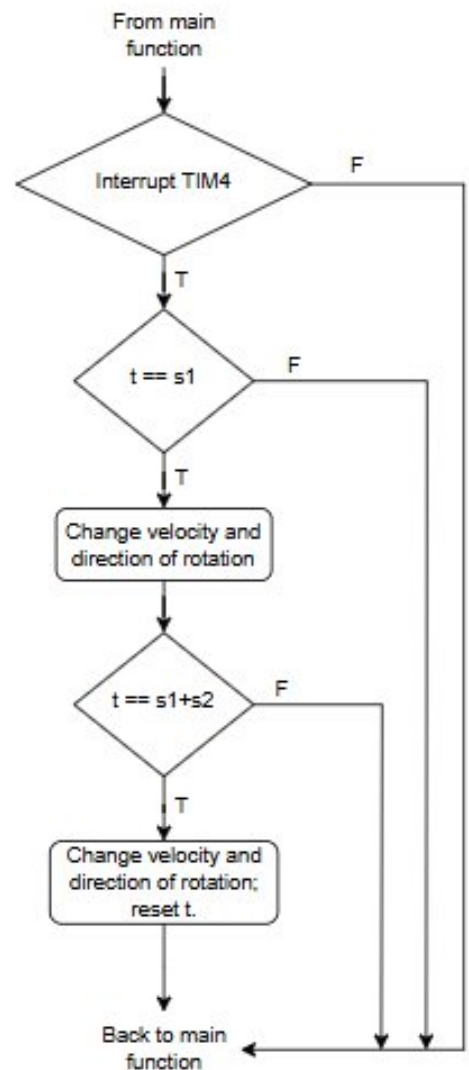 From main
function
Interrupt TIM4
F
T
t == s1
F
T
Change velocity and
direction of rotation
t == s1+s2
F
T
Change velocity and
direction of rotation;
reset t.
Back to main
function